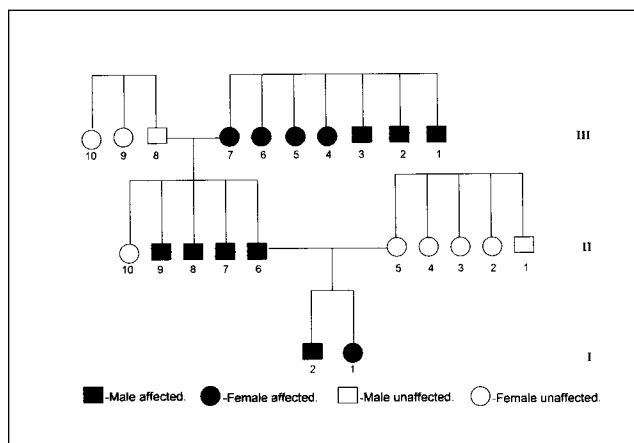 III
10 9 8 7 6 5 4 3 2 1
II
10 9 8 7 6 5 4 3 2 1
I
2 1
-Male affected. -Female affected. -Male unaffected. -Female unaffected.